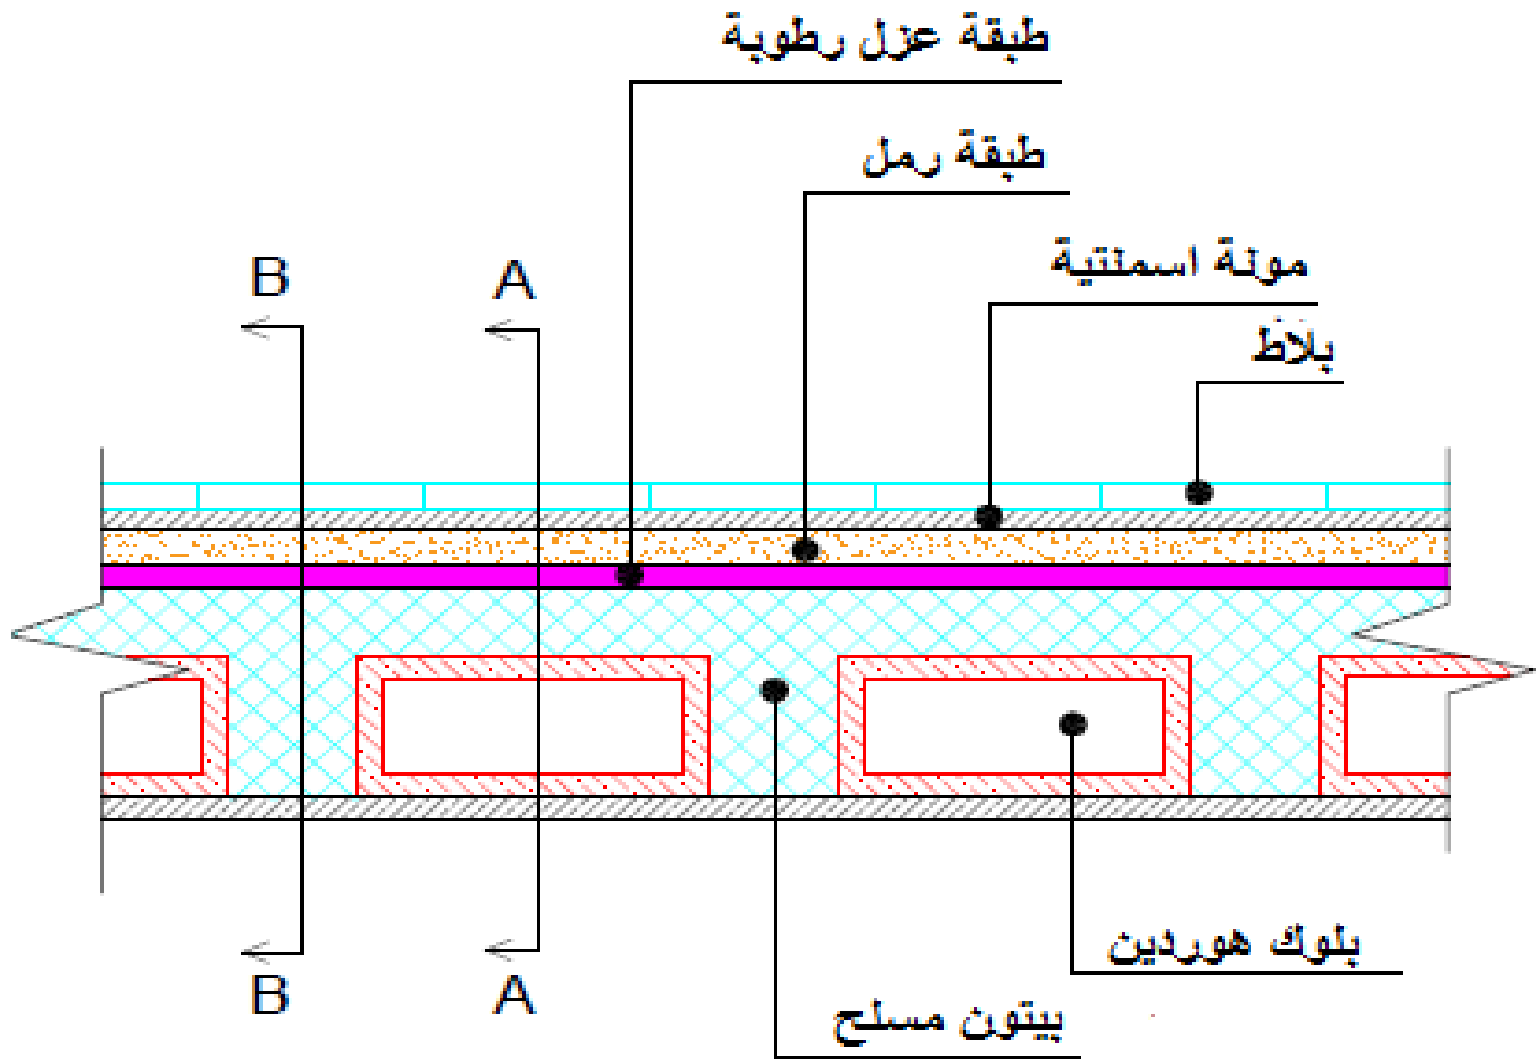 طبقة عزل رطوبة
طبقة رمل
مونة اسمنتية
بلاط
B
A
B
A
بلوك هوردين
بيتون مسلح